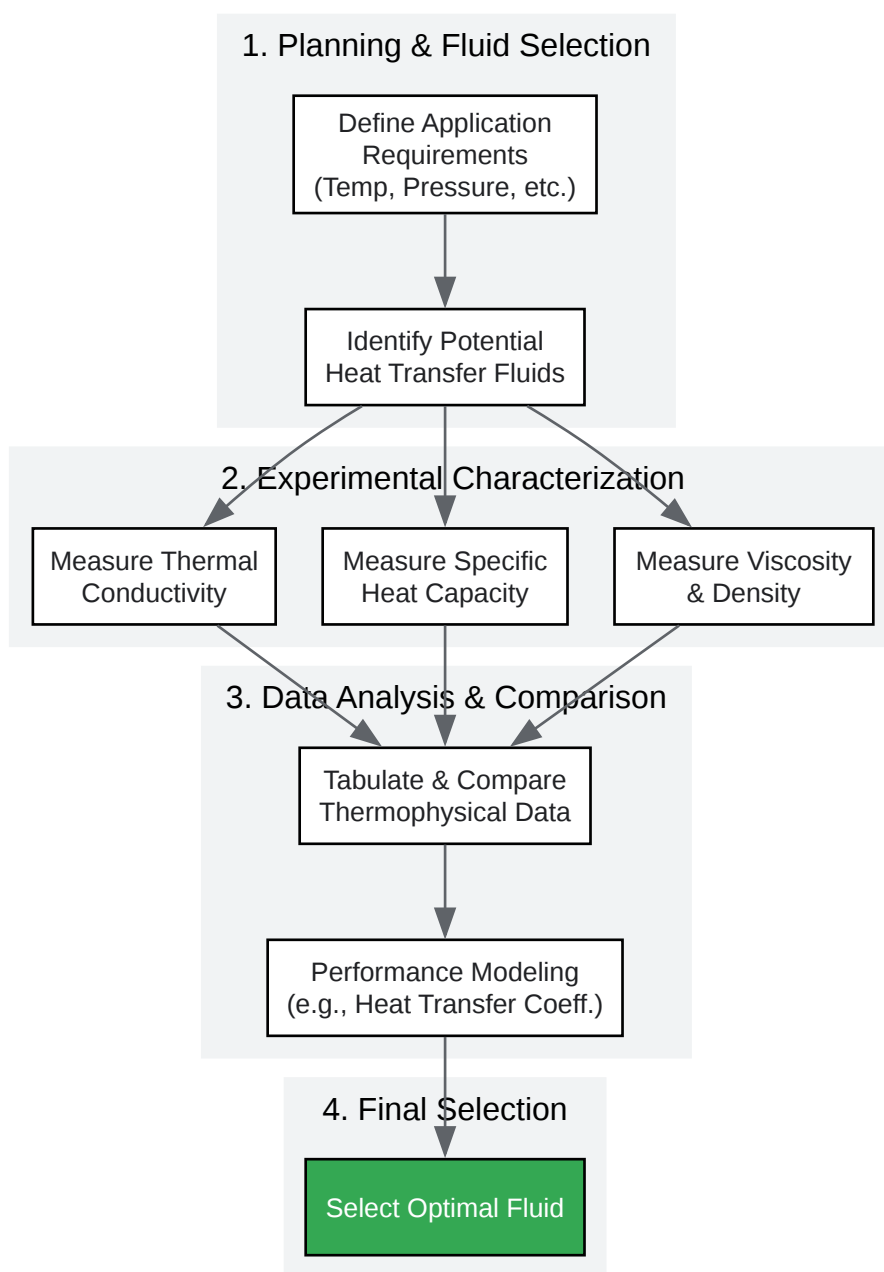 1. Planning & Fluid Selection
Define Application
Requirements
(Temp, Pressure, etc.)
Identify Potential
Heat Transfer Fluids
2. Experimental Characterization
Measure Thermal
Conductivity
Measure Specific
Heat Capacity
Measure Viscosity
& Density
3. Data Analysis & Comparison
Tabulate & Compare
Thermophysical Data
Performance Modeling
(e.g., Heat Transfer Coeff.)
4. Final Selection
Select Optimal Fluid